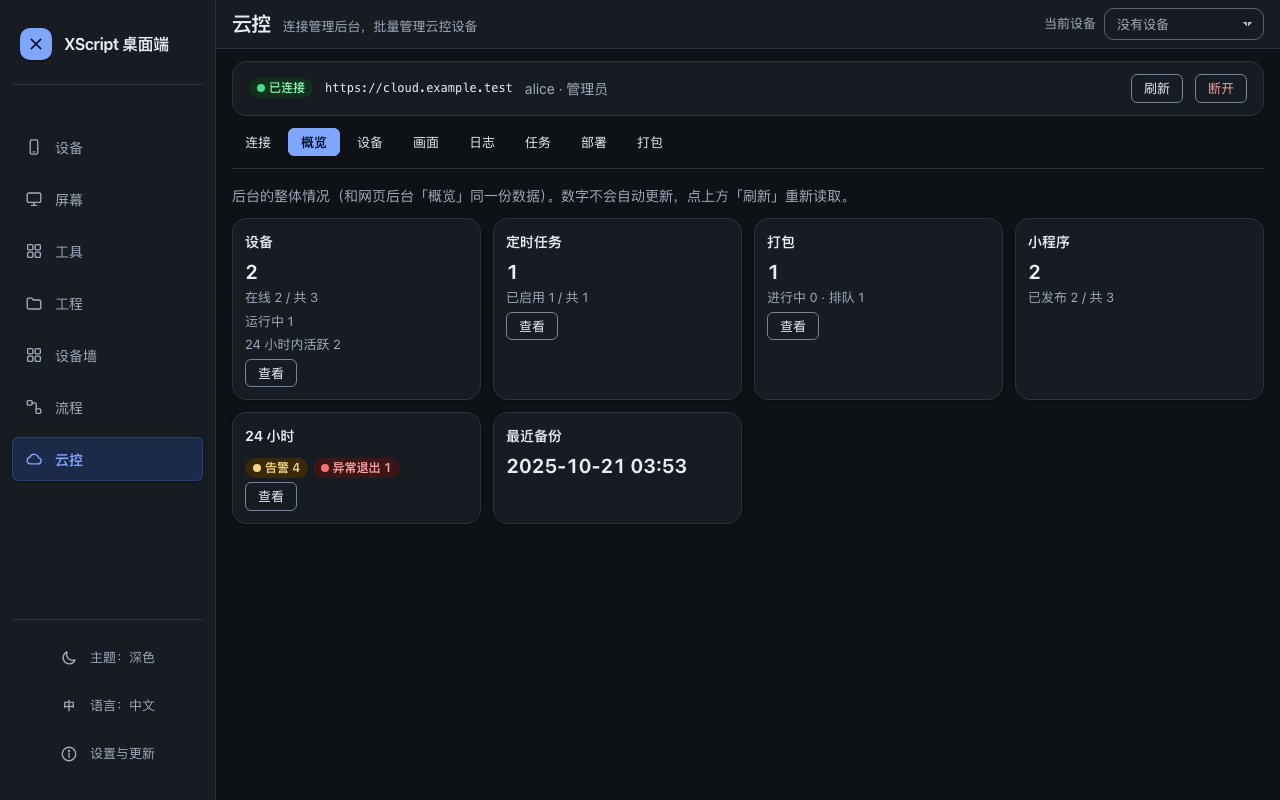 XScript 桌面端
设备
屏幕
工具
工程
设备墙
流程
云控
主题：深色
中 语言：中文
设置与更新
云控 连接管理后台，批量管理云控设备
当前设备 没有设备
已连接 https://cloud.example.test alice · 管理员 刷新 断开
连接 概览 设备 画面 日志 任务 部署 打包
后台的整体情况（和网页后台「概览」同一份数据）。数字不会自动更新，点上方「刷新」重新读取。
设备
2
在线 2 / 共 3
运行中 1
24 小时内活跃 2
查看
定时任务
1
已启用 1 / 共 1
查看
打包
1
进行中 0 · 排队 1
查看
小程序
2
已发布 2 / 共 3
24 小时
告警 4 异常退出 1
查看
最近备份
2025-10-21 03:53